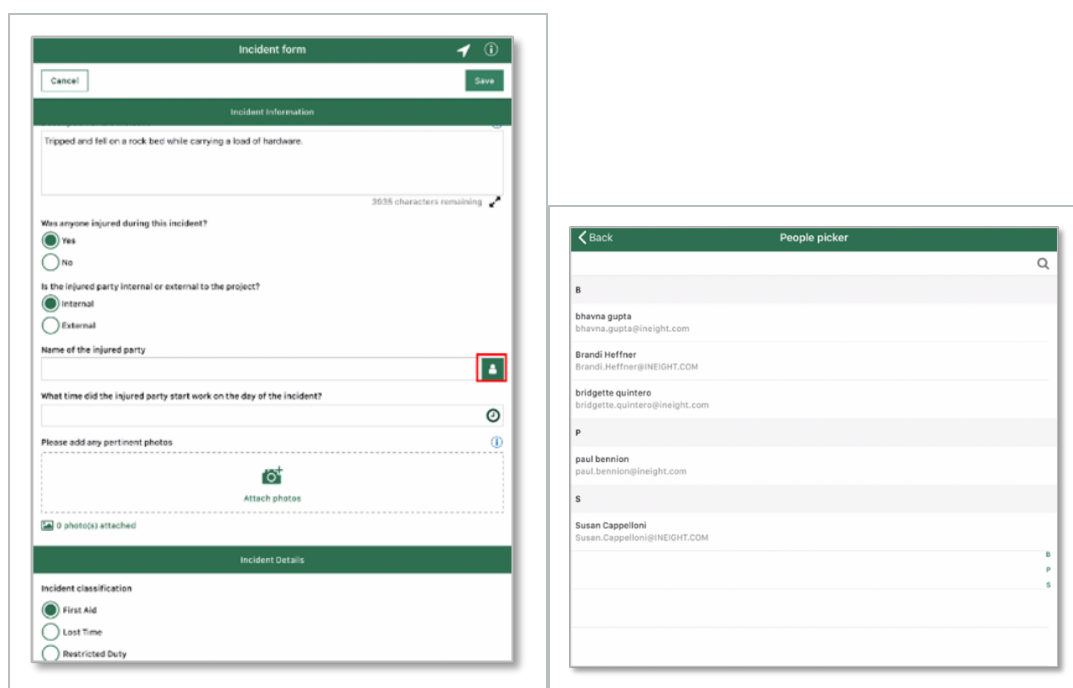 Incident form
Cancel
Save
Incident Information
Tripped and fell on a rock bed while carrying a load of hardware.
3935 characters remaining
Was anyone injured during this incident?
Yes
No
Is the injured party internal or external to the project?
Internal
External
Name of the injured party
What time did the injured party start work on the day of the incident?
Please add any pertinent photos
Attach photos
0 photo(s) attached
Incident Details
Incident classification
First Aid
Lost Time
Restricted Duty
Back
People picker
B
bhavna gupta
bhavna.gupta@ineight.com
Brandi Heffner
Brandi.Heffner@INEIGHT.COM
bridgette quintero
bridgette.quintero@ineight.com
P
paul bennion
paul.bennion@ineight.com
S
Susan Cappelloni
Susan.Cappelloni@INEIGHT.COM
B
P
S